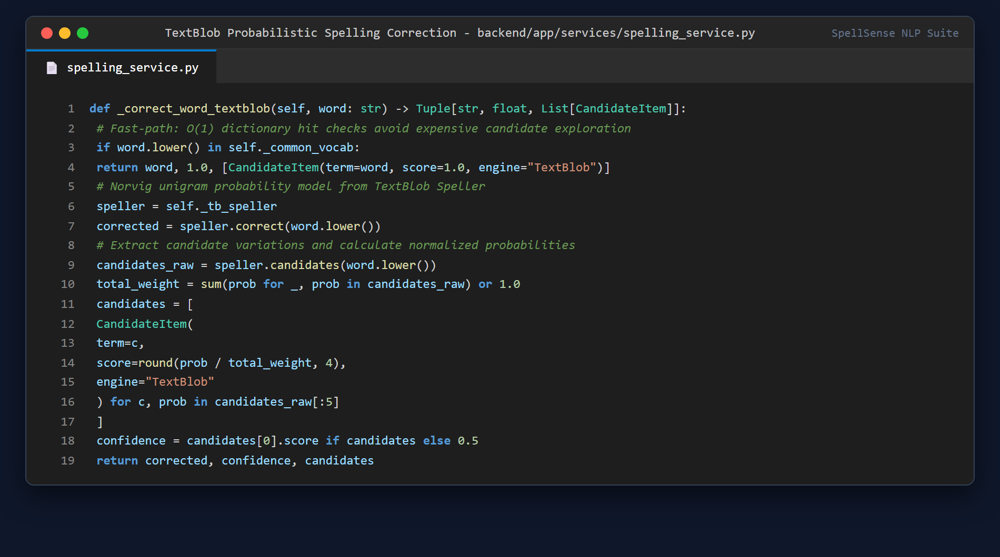 TextBlob Probabilistic Spelling Correction - backend/app/services/spelling_service.py
SpellSense NLP Suite
spelling_service.py
1 def _correct_word_textblob(self, word: str) -> Tuple[str, float, List[CandidateItem]]:
2 # Fast-path: O(1) dictionary hit checks avoid expensive candidate exploration
3 if word.lower() in self._common_vocab:
4 return word, 1.0, [CandidateItem(term=word, score=1.0, engine="TextBlob")]
5 # Norvig unigram probability model from TextBlob Speller
6 speller = self._tb_speller
7 corrected = speller.correct(word.lower())
8 # Extract candidate variations and calculate normalized probabilities
9 candidates_raw = speller.candidates(word.lower())
10 total_weight = sum(prob for _, prob in candidates_raw) or 1.0
11 candidates = [
12 CandidateItem(
13 term=c,
14 score=round(prob / total_weight, 4),
15 engine="TextBlob"
16 ) for c, prob in candidates_raw[:5]
17 ]
18 confidence = candidates[0].score if candidates else 0.5
19 return corrected, confidence, candidates